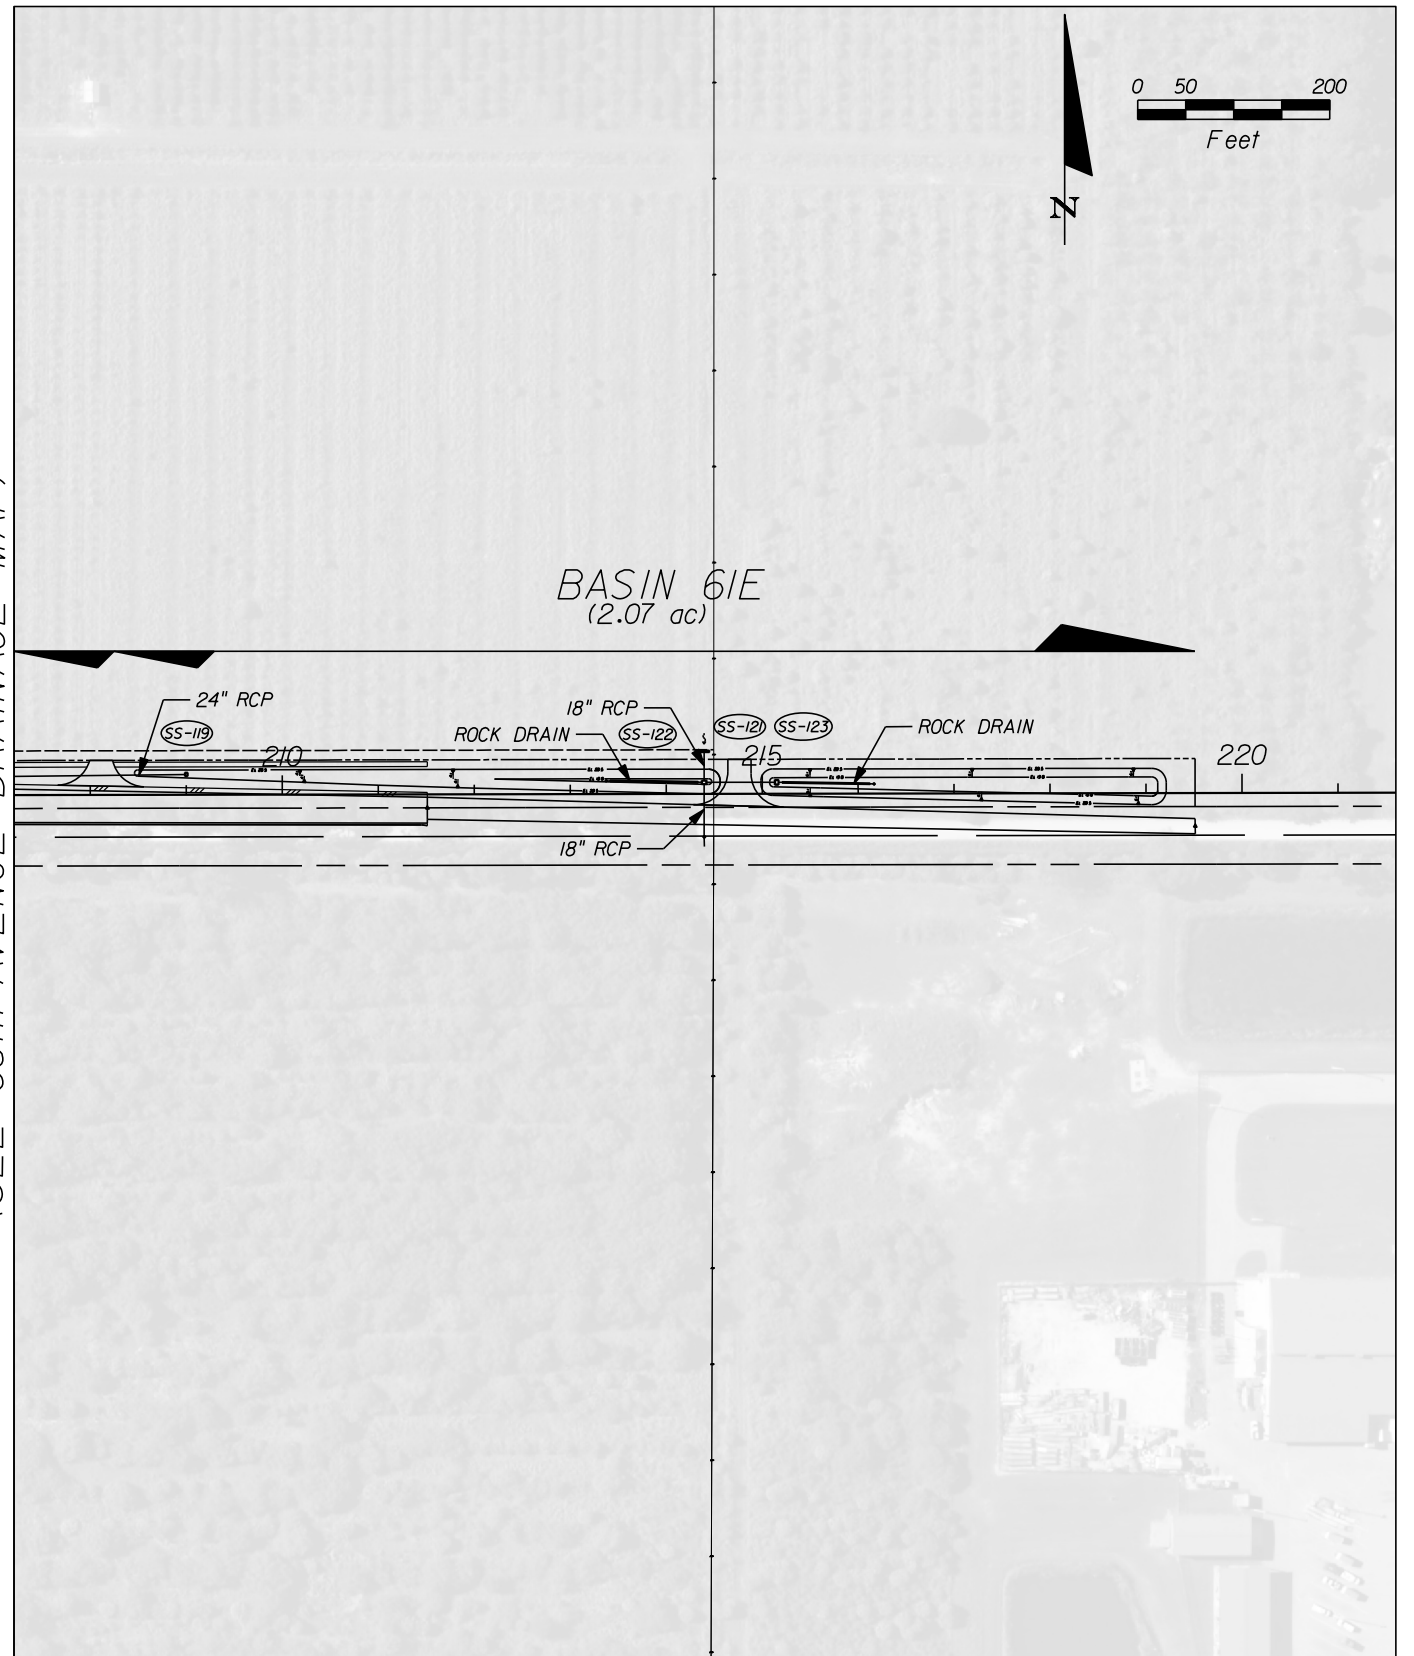 0 50 200
Feet
N
BASIN 61E
(2.07 ac)
24" RCP
18" RCP
SS-119
ROCK DRAIN
SS-122
SS-121
SS-123
ROCK DRAIN
210
215
220
18" RCP